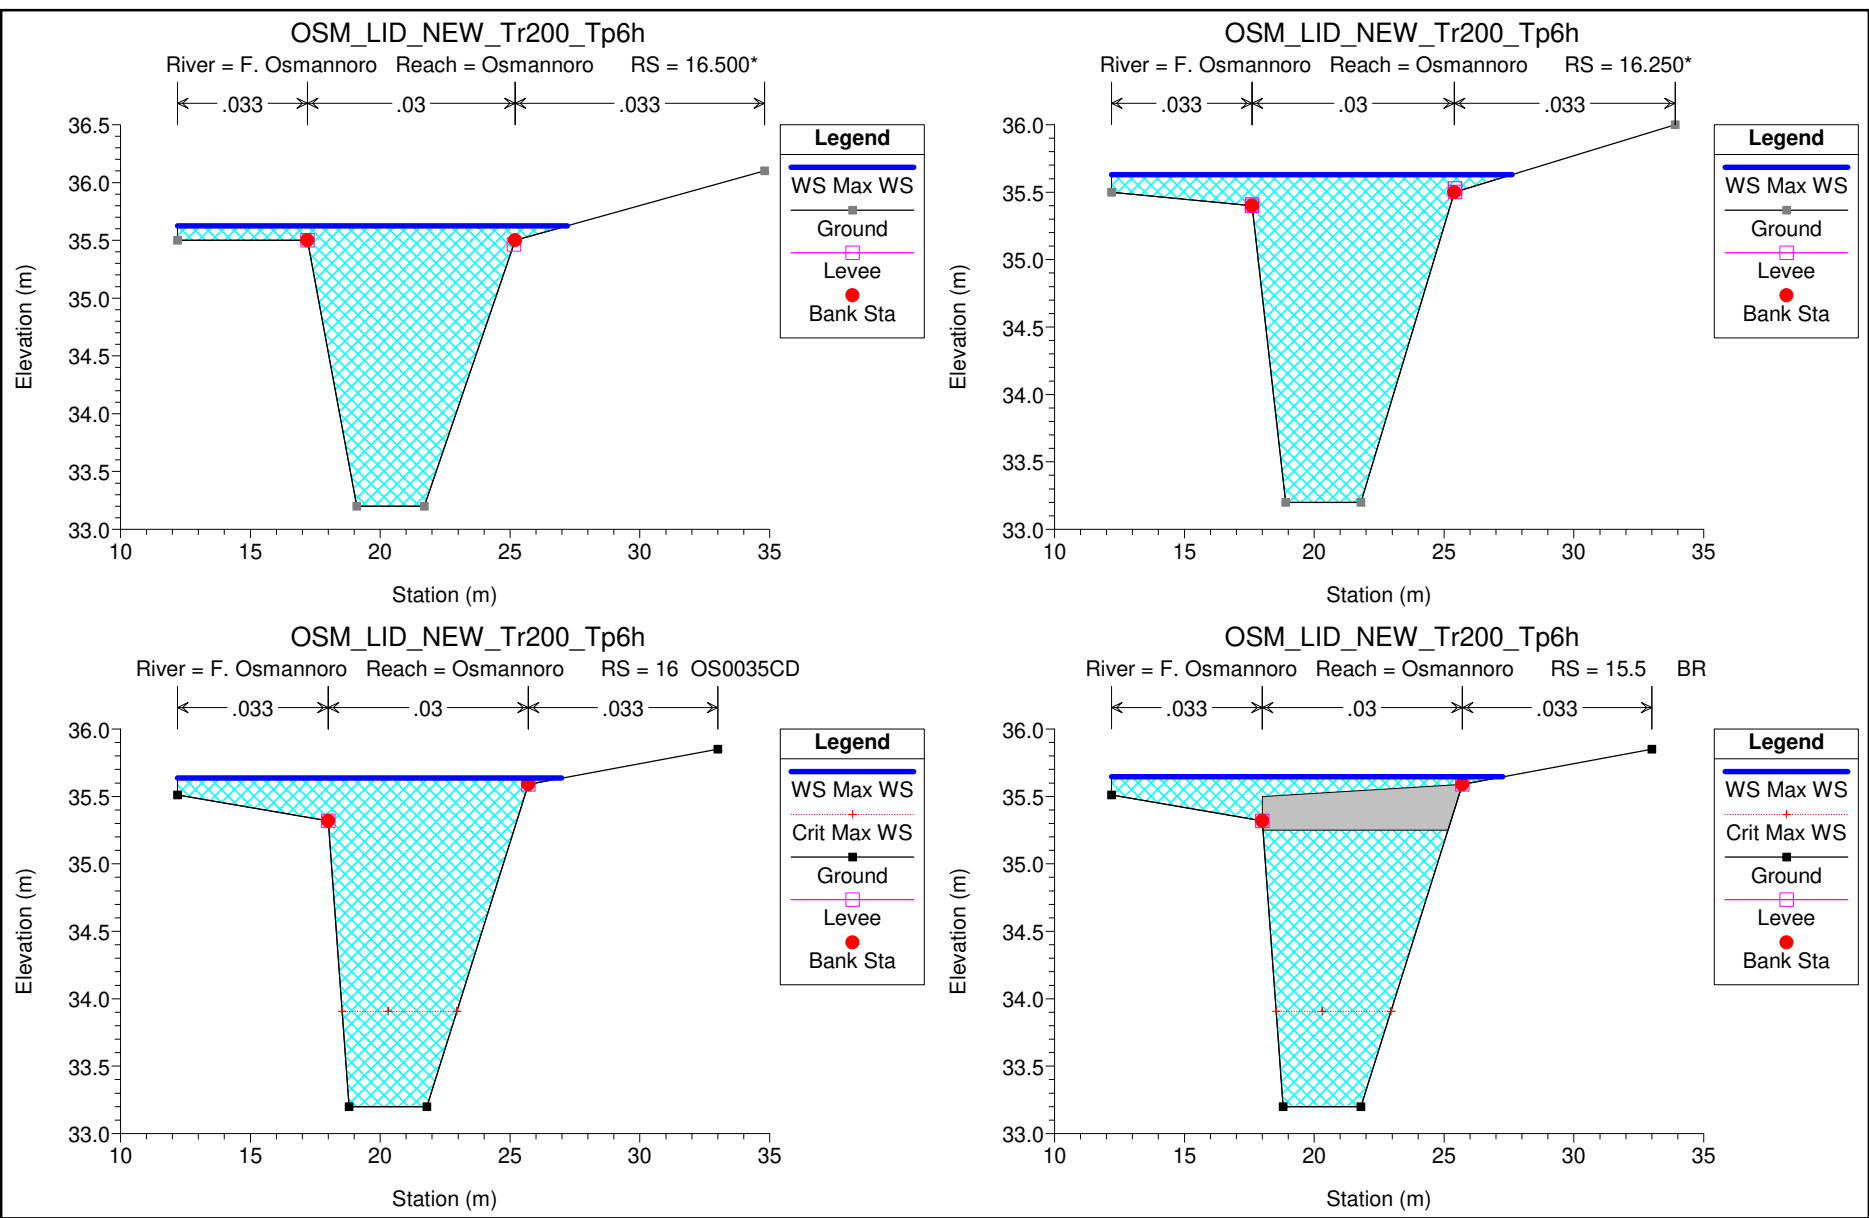 OSM_LID_NEW_Tr200_Tp6h
River = F. Osmannoro Reach = Osmannoro RS = 16.500*
.033 .03 .033
36.5
36.0
35.5
35.0
34.5
34.0
33.5
33.0
Elevation (m)
10 15 20 25 30 35
Station (m)
Legend
WS Max WS
Ground
Levee
Bank Sta
OSM_LID_NEW_Tr200_Tp6h
River = F. Osmannoro Reach = Osmannoro RS = 16.250*
.033 .03 .033
36.0
35.5
35.0
34.5
34.0
33.5
33.0
Elevation (m)
10 15 20 25 30 35
Station (m)
Legend
WS Max WS
Ground
Levee
Bank Sta
OSM_LID_NEW_Tr200_Tp6h
River = F. Osmannoro Reach = Osmannoro RS = 16 OS0035CD
.033 .03 .033
36.0
35.5
35.0
34.5
34.0
33.5
33.0
Elevation (m)
10 15 20 25 30 35
Station (m)
Legend
WS Max WS
Crit Max WS
Ground
Levee
Bank Sta
OSM_LID_NEW_Tr200_Tp6h
River = F. Osmannoro Reach = Osmannoro RS = 15.5 BR
.033 .03 .033
36.0
35.5
35.0
34.5
34.0
33.5
33.0
Elevation (m)
10 15 20 25 30 35
Station (m)
Legend
WS Max WS
Crit Max WS
Ground
Levee
Bank Sta